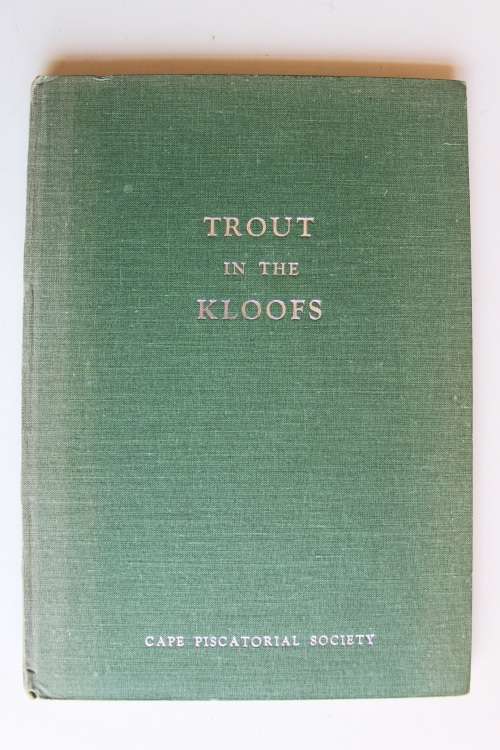 TROUT
IN THE
KLOOFS
CAPE PISCATORIAL SOCIETY